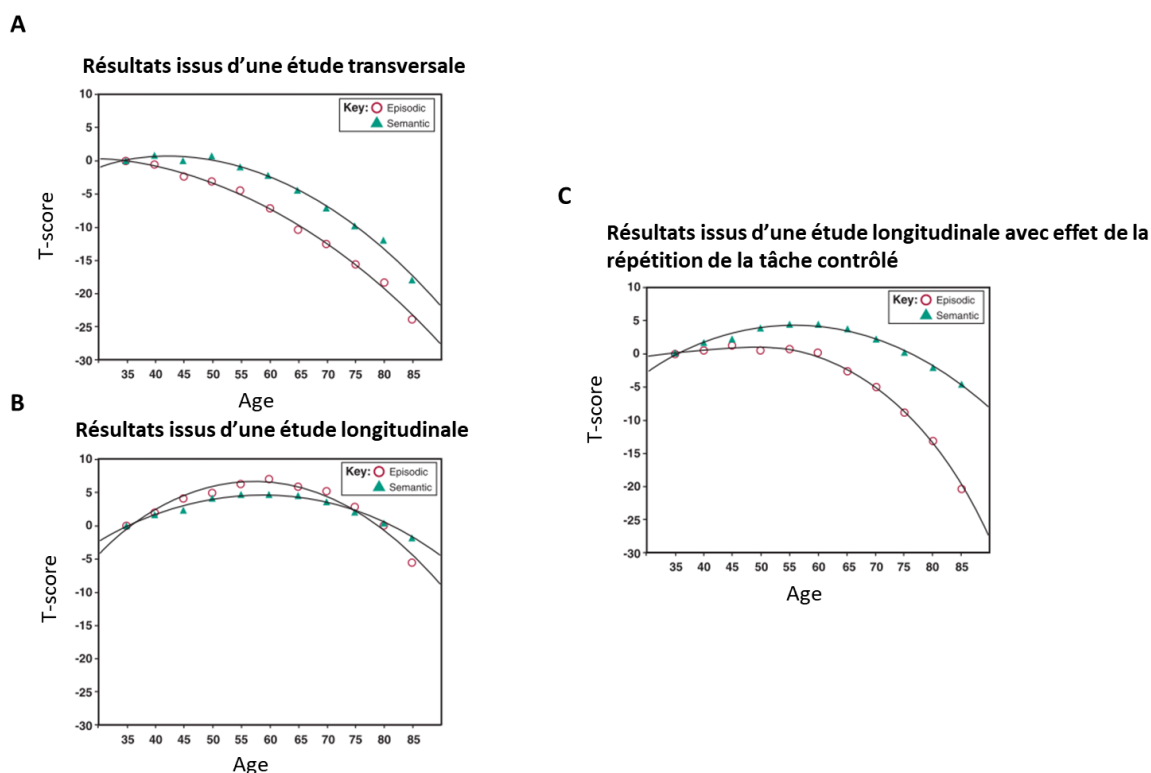 A
Résultats issus d’une étude transversale
10
5
0
-5
-10
-15
-20
-25
-30
T-score
Key: Episodic
Semantic
35 40 45 50 55 60 65 70 75 80 85
Age
B
Résultats issus d’une étude longitudinale
10
5
0
-5
-10
-15
-20
-25
-30
T-score
Key: Episodic
Semantic
35 40 45 50 55 60 65 70 75 80 85
Age
C
Résultats issus d’une étude longitudinale avec effet de la
répétition de la tâche contrôlé
10
5
0
-5
-10
-15
-20
-25
-30
T-score
Key: Episodic
Semantic
35 40 45 50 55 60 65 70 75 80 85
Age